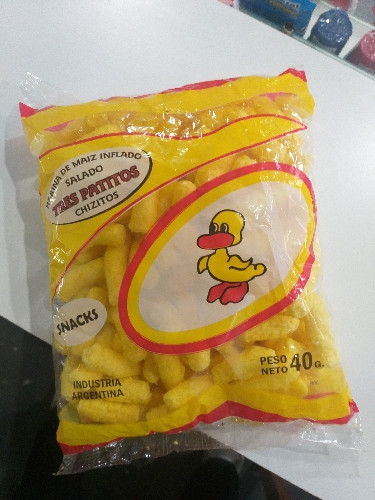 HARINA DE MAIZ INFLADO
SALADO
TRES PATITOS
CHIZITOS
SNACKS
INDUSTRIA
ARGENTINA
PESO
NETO 40 G.